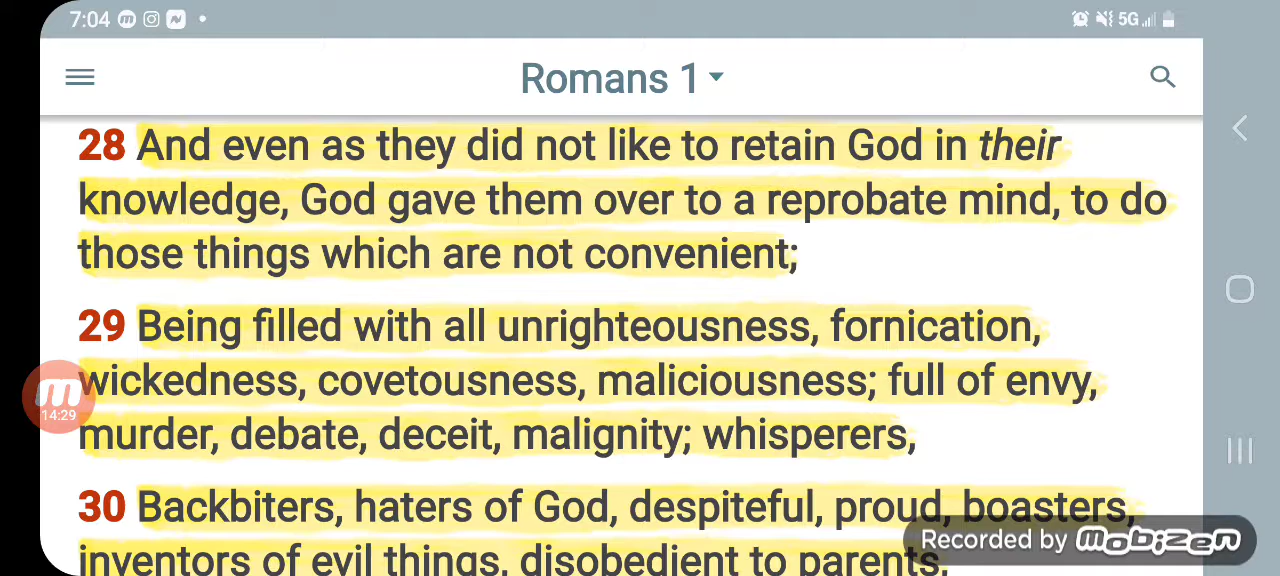 7:04
5G
Romans 1
28 And even as they did not like to retain God in their
knowledge, God gave them over to a reprobate mind, to do
those things which are not convenient;
29 Being filled with all unrighteousness, fornication,
wickedness, covetousness, maliciousness; full of envy,
14:29
murder, debate, deceit, malignity; whisperers,
30 Backbiters, haters of God, despiteful, proud, boasters,
Recorded by mobizen
inventors of evil things, disobedient to parents,